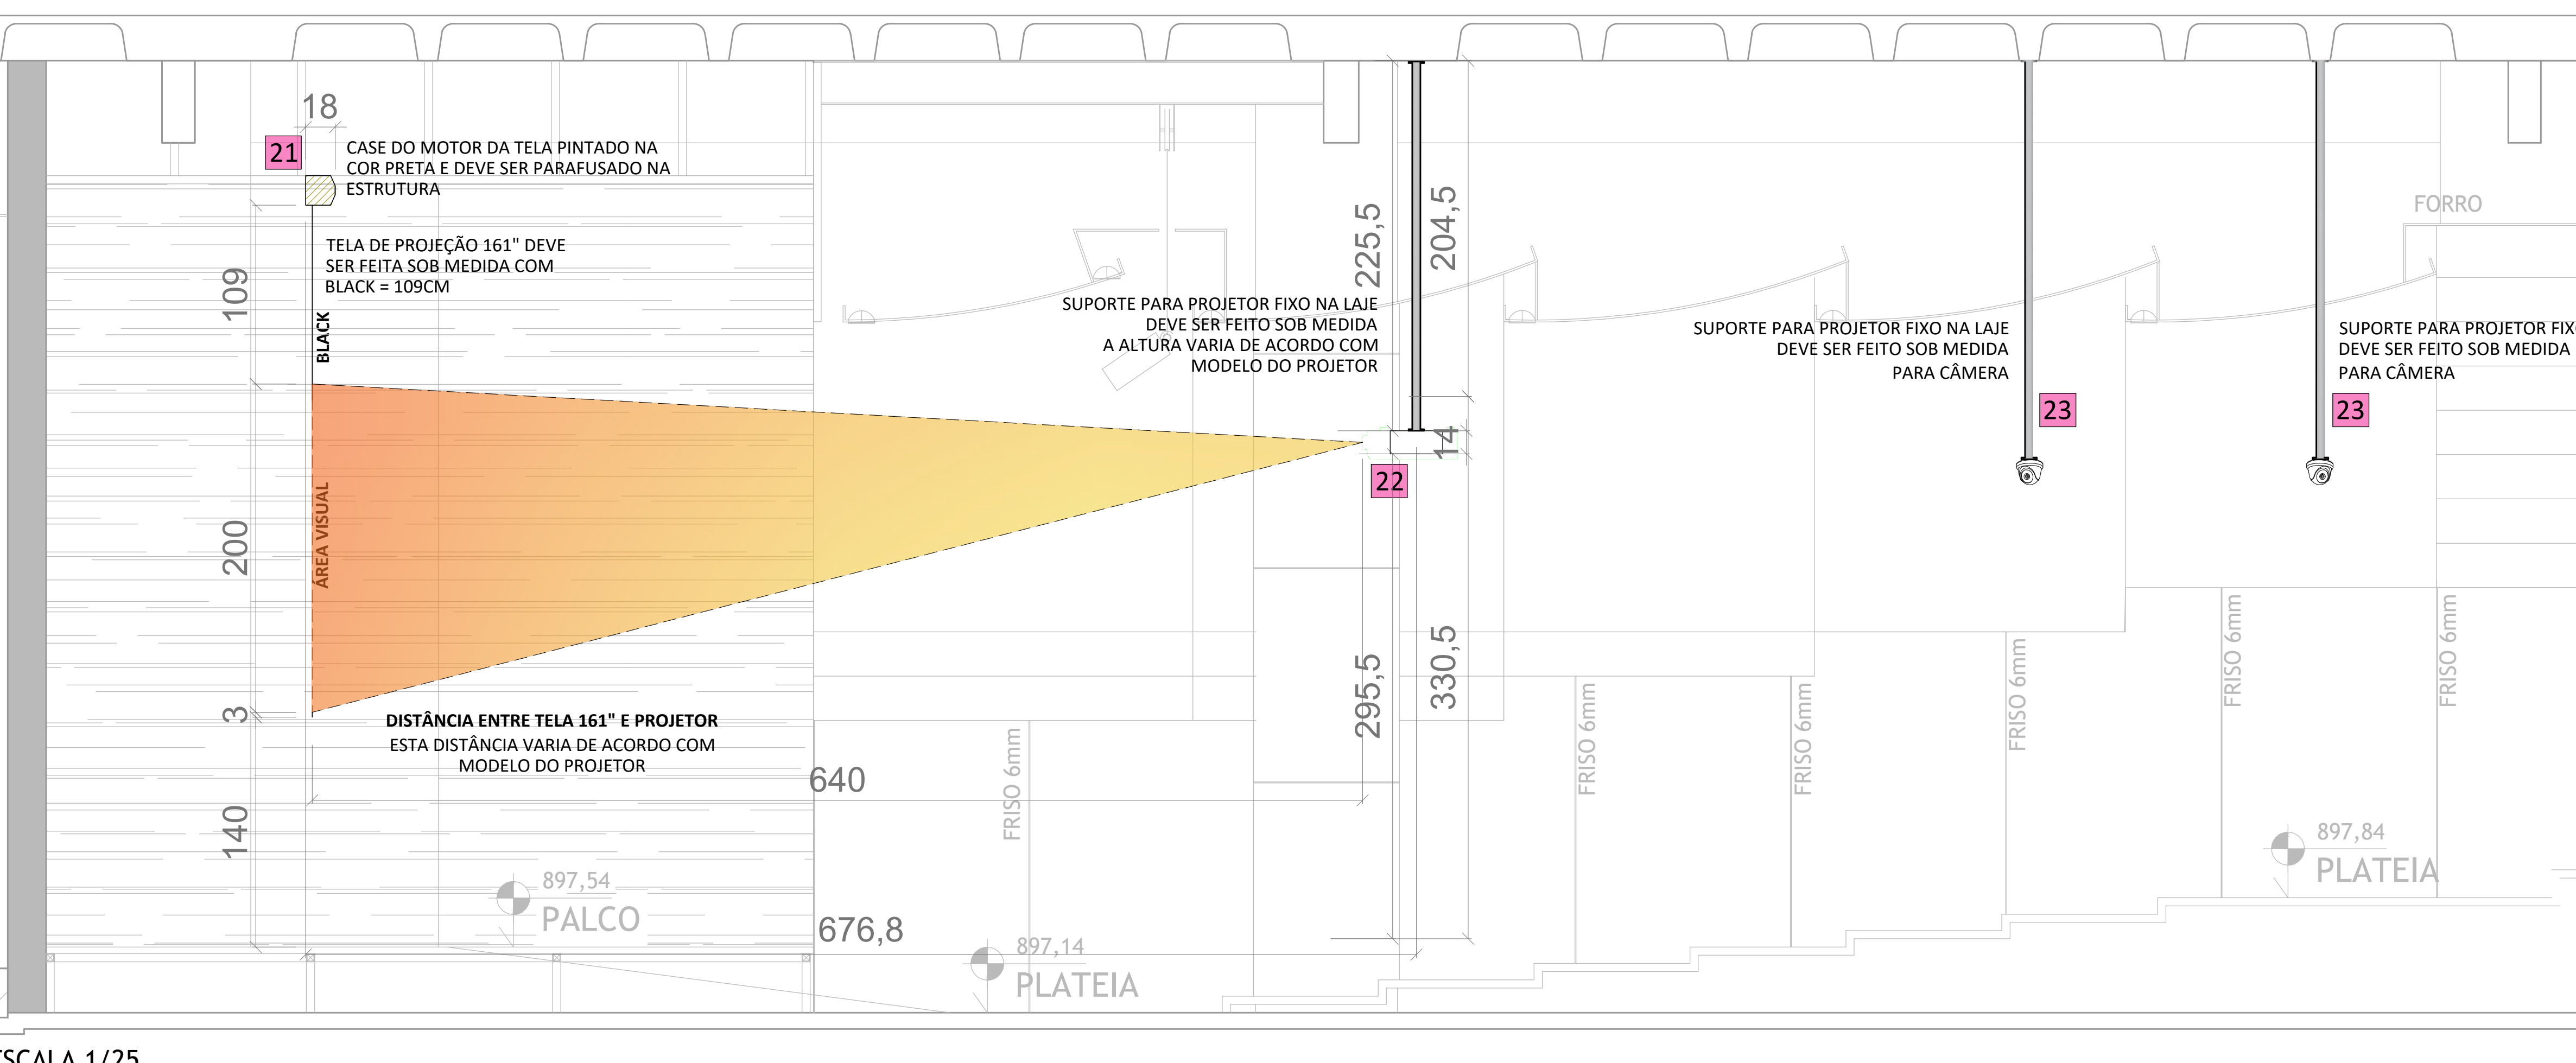 18
21
CASE DO MOTOR DA TELA PINTADO NA
COR PRETA E DEVE SER PARAFUSADO NA
ESTRUTURA
TELA DE PROJEÇÃO 161" DEVE
SER FEITA SOB MEDIDA COM
BLACK = 109CM
109
BLACK
200
ÁREA VISUAL
3
140
DISTÂNCIA ENTRE TELA 161" E PROJETOR
ESTA DISTÂNCIA VARIA DE ACORDO COM
MODELO DO PROJETOR
640
676,8
897,54
PALCO
897,14
PLATEIA
FRISO 6mm
SUPORTE PARA PROJETOR FIXO NA LAJE
DEVE SER FEITO SOB MEDIDA
A ALTURA VARIA DE ACORDO COM
MODELO DO PROJETOR
225,5
204,5
14
22
295,5
330,5
SUPORTE PARA PROJETOR FIXO NA LAJE
DEVE SER FEITO SOB MEDIDA
PARA CÂMERA
23
SUPORTE PARA PROJETOR FIX
DEVE SER FEITO SOB MEDIDA
PARA CÂMERA
23
FORRO
FRISO 6mm
FRISO 6mm
FRISO 6mm
FRISO 6mm
FRISO 6mm
897,84
PLATEIA
ESCALA 1/25